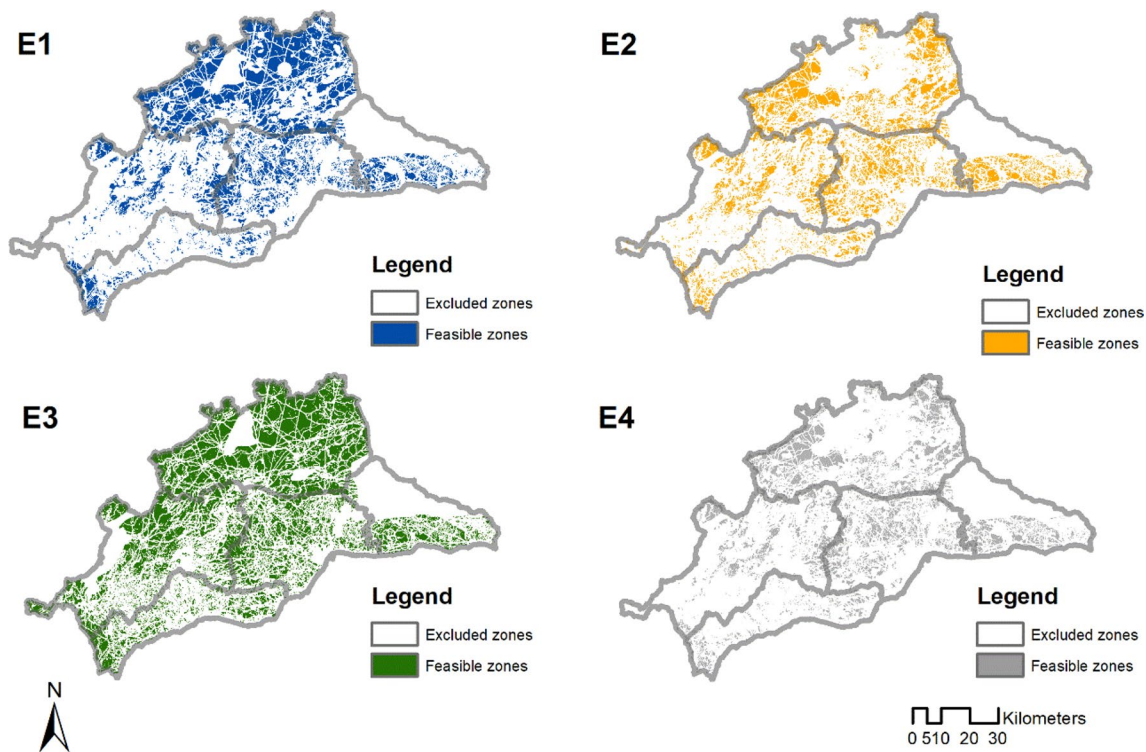 E1
Legend
Excluded zones
Feasible zones
E2
Legend
Excluded zones
Feasible zones
E3
Legend
Excluded zones
Feasible zones
E4
Legend
Excluded zones
Feasible zones
N
Kilometers
0 510 20 30